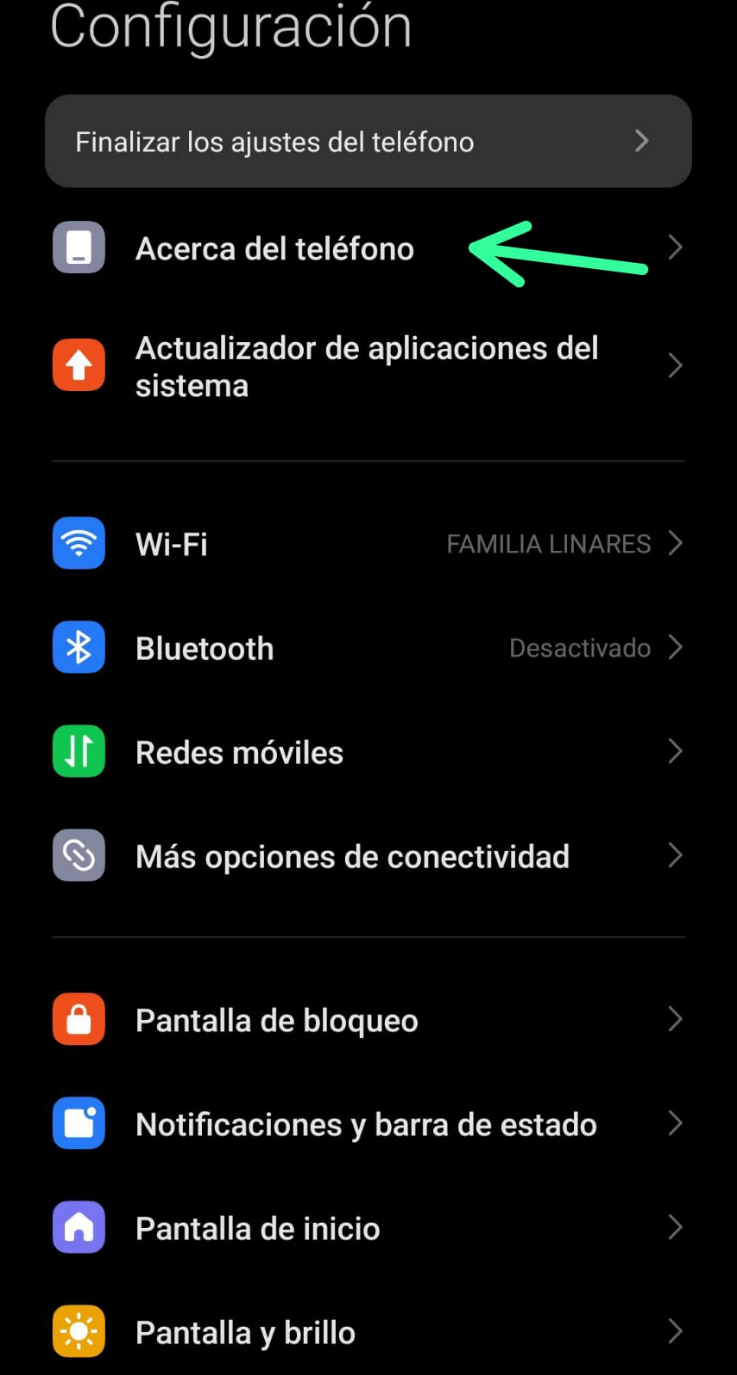 Configuración
Finalizar los ajustes del teléfono
Acerca del teléfono
Actualizador de aplicaciones del
sistema
Wi-Fi FAMILIA LINARES
Bluetooth Desactivado
Redes móviles
Más opciones de conectividad
Pantalla de bloqueo
Notificaciones y barra de estado
Pantalla de inicio
Pantalla y brillo